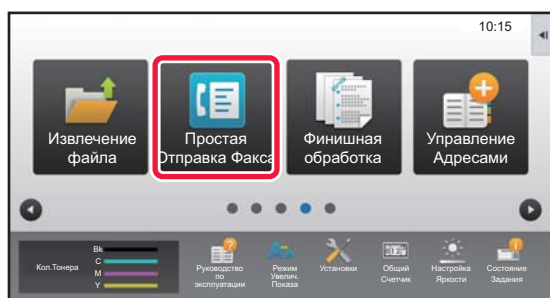 10:15
Извлечение
файла
Простая
Отправка Факса
Финишная
обработка
Управление
Адресами
Кол.Тонера
Bk
C
M
Y
Руководство
по
эксплуатации
Режим
Увелич.
Показа
Установки
Общий
Счетчик
Настройка
Яркости
Состояние
Задания